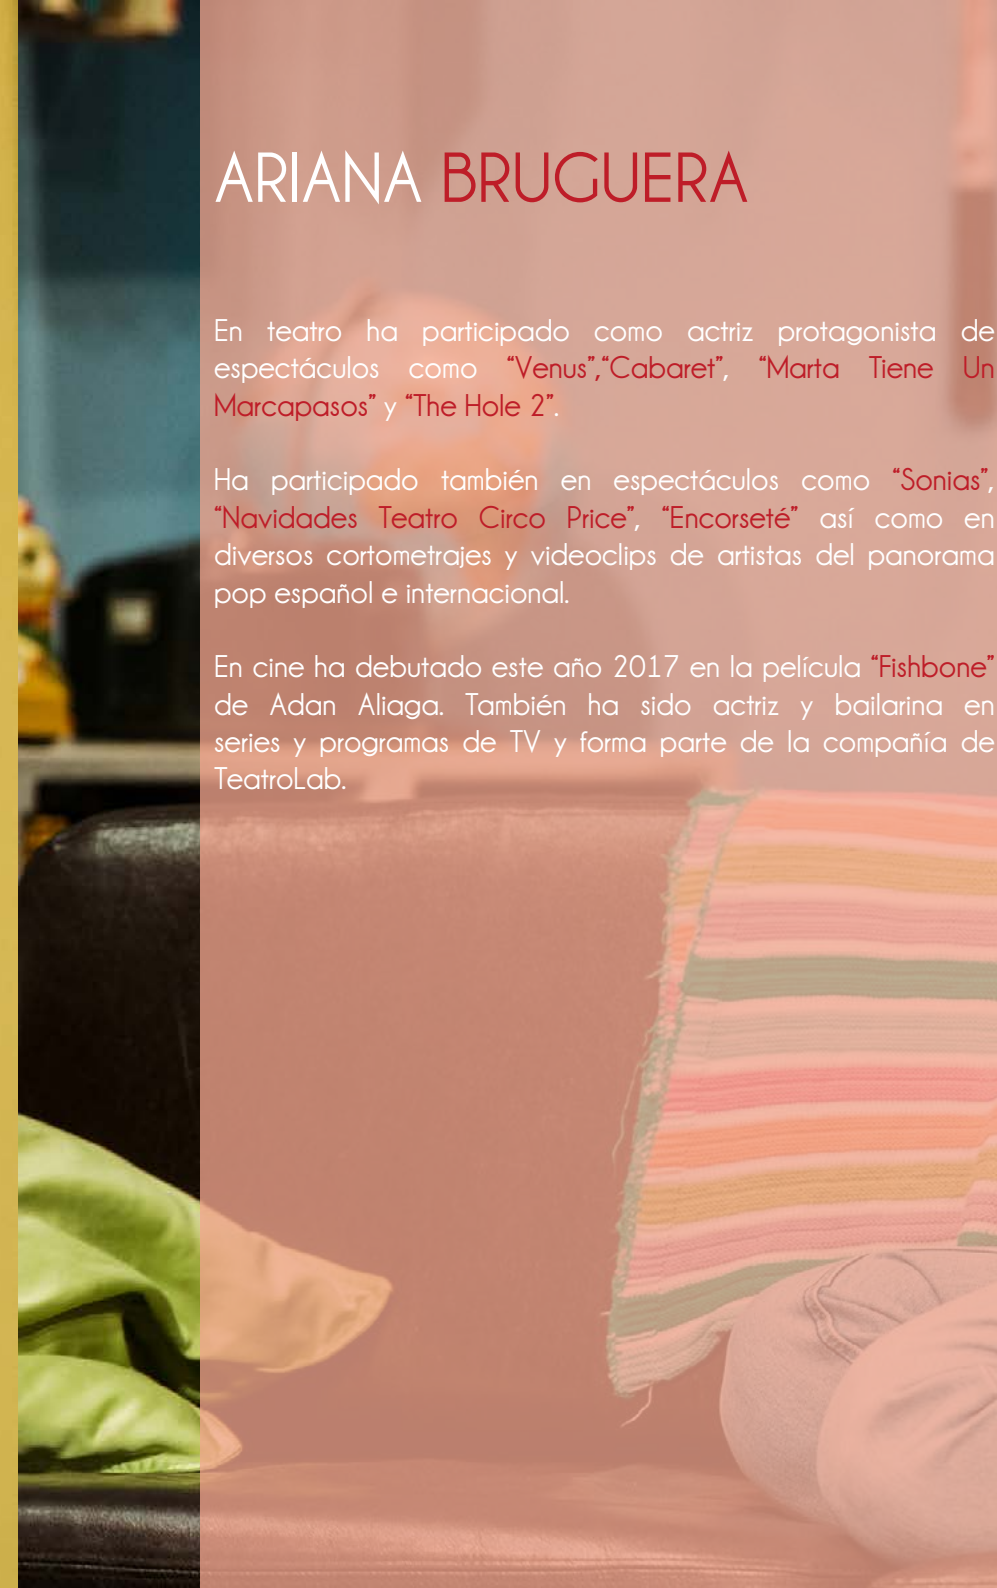 ARIANA BRUGUERA
En teatro ha participado como actriz protagonista de
espectáculos como “Venus”,“Cabaret”, “Marta Tiene Un
Marcapasos” y “The Hole 2”.
Ha participado también en espectáculos como “Sonias”,
“Navidades Teatro Circo Price”, “Encorseté” así como en
diversos cortometrajes y videoclips de artistas del panorama
pop español e internacional.
En cine ha debutado este año 2017 en la película “Fishbone”
de Adan Aliaga. También ha sido actriz y bailarina en
series y programas de TV y forma parte de la compañía de
TeatroLab.